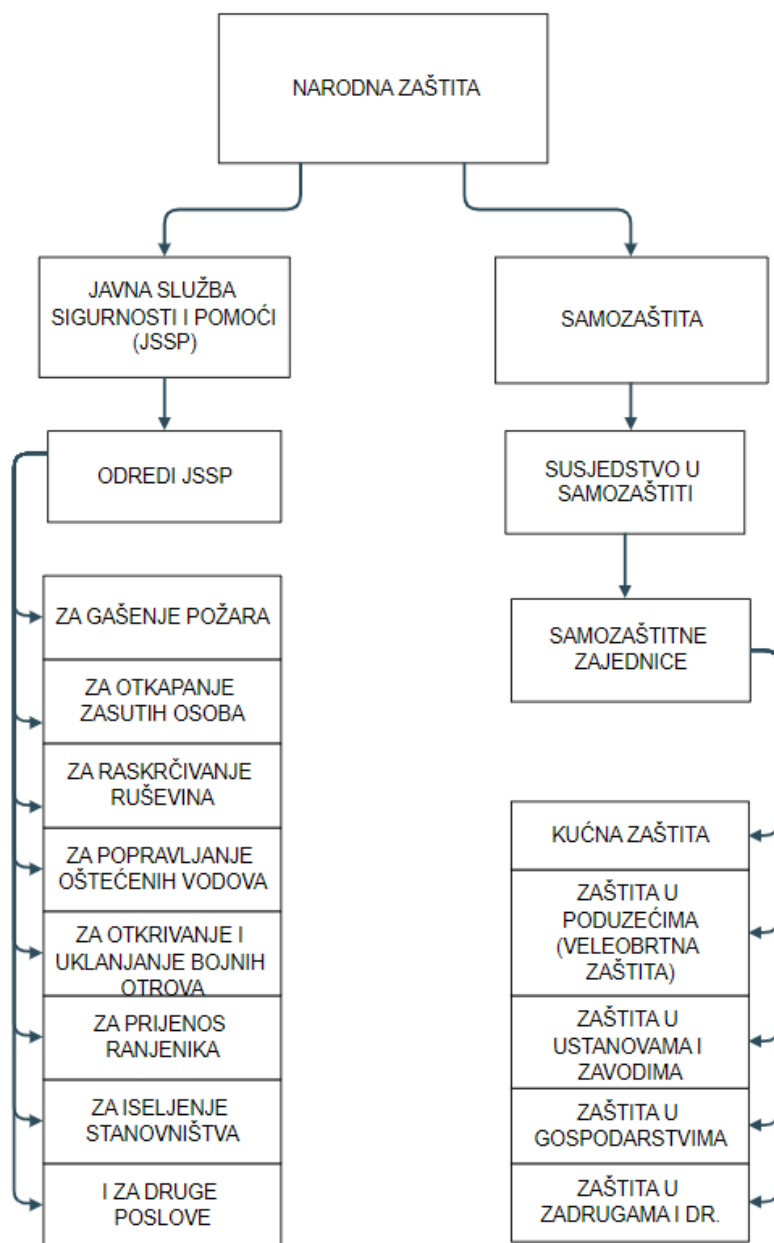 NARODNA ZAŠTITA
JAVNA SLUŽBA
SIGURNOSTI I POMOĆI
(JSSP)
ODREDI JSSP
ZA GAŠENJE POŽARA
ZA OTKAPANJE
ZASUTIH OSOBA
ZA RASKRČIVANJE
RUŠEVINA
ZA POPRAVLJANJE
OŠTEĆENIH VODOVA
ZA OTKRIVANJE I
UKLANJANJE BOJNIH
OTROVA
ZA PRIJENOS
RANJENIKA
ZA ISELJENJE
STANOVNIŠTVA
I ZA DRUGE
POSLOVE
SAMOZAŠTITA
SUSJEDSTVO U
SAMOZAŠTITI
SAMOZAŠTITNE
ZAJEDNICE
KUĆNA ZAŠTITA
ZAŠTITA U
PODUZEĆIMA
(VELEOBRTNA
ZAŠTITA)
ZAŠTITA U
USTANOVAMA I
ZAVODIMA
ZAŠTITA U
GOSPODARSTVIMA
ZAŠTITA U
ZADRUGAMA I DR.